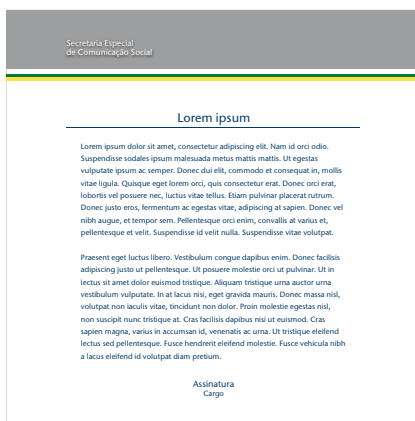 Secretaria Especial
de Comunicação Social
Lorem ipsum
Lorem ipsum dolor sit amet, consectetur adipiscing elit. Nam id orci odio.
Suspendisse sodales ipsum malesuada metus mattis mattis. Ut egestas
vulputate ipsum ac semper. Donec dui elit, commodo et consequat in, mollis
vitae ligula. Quisque eget lorem orci, quis consectetur erat. Donec orci erat,
lobortis vel posuere nec, luctus vitae tellus. Etiam pulvinar placerat rutrum.
Donec justo eros, fermentum ac egestas vitae, adipiscing at sapien. Donec vel
nibh augue, et tempor sem. Pellentesque orci enim, convallis at varius et,
pellentesque et velit. Suspendisse id velit nulla. Suspendisse vitae volutpat.
Praesent eget luctus libero. Vestibulum congue dapibus enim. Donec facilisis
adipiscing justo ut pellentesque. Ut posuere molestie orci ut pulvinar. Ut in
lectus sit amet dolor euismod tristique. Aliquam tristique urna auctor urna
vestibulum vulputate. In at lacus nisi, eget gravida mauris. Donec massa nisl,
volutpat non iaculis vitae, tincidunt non dolor. Proin molestie egestas nisl,
non suscipit nunc tristique at. Cras facilisis dapibus nisi ut euismod. Cras
sapien magna, varius in accumsan id, venenatis ac urna. Ut tristique eleifend
lectus sed pellentesque. Fusce hendrerit eleifend molestie. Fusce vehicula nibh
a lacus eleifend id volutpat diam pretium.
Assinatura
Cargo